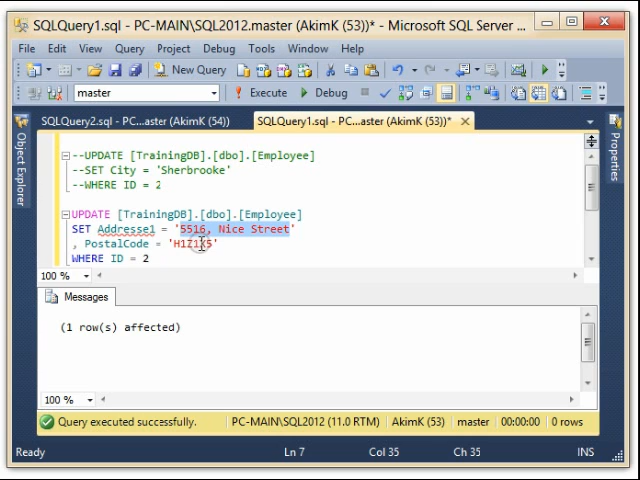 SQLQuery1.sql - PC-MAIN\SQL2012.master (AkimK (53))* - Microsoft SQL Server ...
File Edit View Query Project Debug Tools Window Help
New Query
master Execute Debug
SQLQuery2.sql - PC...aster (AkimK (54)) SQLQuery1.sql - PC...aster (AkimK (53))*
Object Explorer
Properties
--UPDATE [TrainingDB].[dbo].[Employee]
--SET City = 'Sherbrooke'
--WHERE ID = 2
UPDATE [TrainingDB].[dbo].[Employee]
SET Addresse1 = '5516, Nice Street'
, PostalCode = 'H1Z1X5'
WHERE ID = 2
100 %
Messages
(1 row(s) affected)
100 %
Query executed successfully. PC-MAIN\SQL2012 (11.0 RTM) AkimK (53) master 00:00:00 0 rows
Ready Ln 7 Col 35 Ch 35 INS